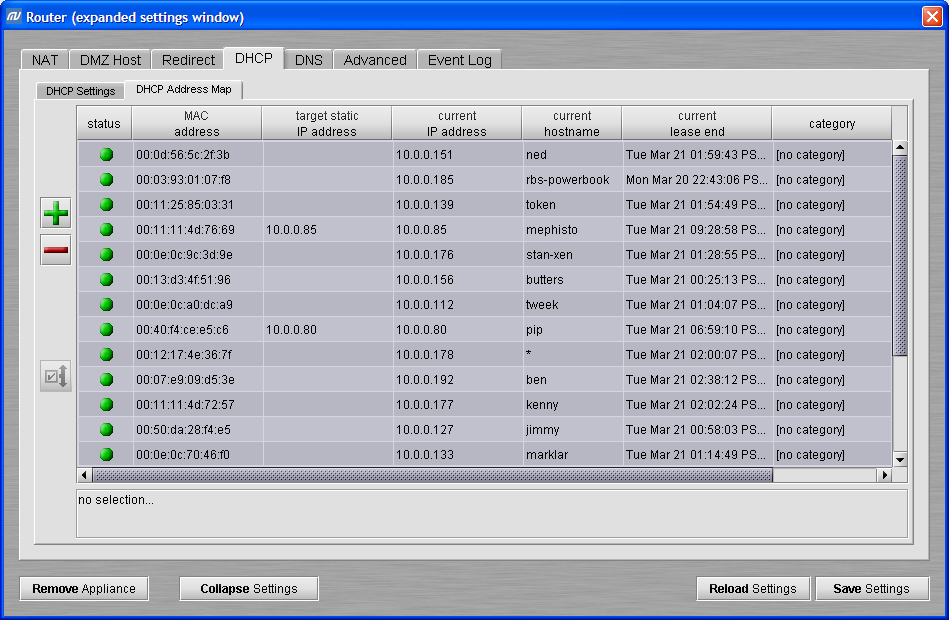 Router (expanded settings window)
NAT DMZ Host Redirect DHCP DNS Advanced Event Log
DHCP Settings DHCP Address Map
status MAC address target static IP address current IP address current hostname current lease end category
00:0d:56:5c:2f:3b 10.0.0.151 ned Tue Mar 21 01:59:43 PS... [no category]
00:03:93:01:07:f8 10.0.0.185 rbs-powerbook Mon Mar 20 22:43:06 PS... [no category]
00:11:25:85:03:31 10.0.0.139 token Tue Mar 21 01:54:49 PS... [no category]
00:11:11:4d:76:69 10.0.0.85 10.0.0.85 mephisto Tue Mar 21 09:28:58 PS... [no category]
00:0e:0c:9c:3d:9e 10.0.0.176 stan-xen Tue Mar 21 01:28:55 PS... [no category]
00:13:d3:4f:51:96 10.0.0.156 butters Tue Mar 21 00:25:13 PS... [no category]
00:0e:0c:a0:dc:a9 10.0.0.112 tweek Tue Mar 21 01:04:07 PS... [no category]
00:40:f4:ce:e5:c6 10.0.0.80 10.0.0.80 pip Tue Mar 21 06:59:10 PS... [no category]
00:12:17:4e:36:7f 10.0.0.178 * Tue Mar 21 02:00:07 PS... [no category]
00:07:e9:09:d5:3e 10.0.0.192 ben Tue Mar 21 02:38:12 PS... [no category]
00:11:11:4d:72:57 10.0.0.177 kenny Tue Mar 21 02:02:24 PS... [no category]
00:50:da:28:f4:e5 10.0.0.127 jimmy Tue Mar 21 00:58:03 PS... [no category]
00:0e:0c:70:46:f0 10.0.0.133 marklar Tue Mar 21 01:14:49 PS... [no category]
no selection...
Remove Appliance Collapse Settings Reload Settings Save Settings